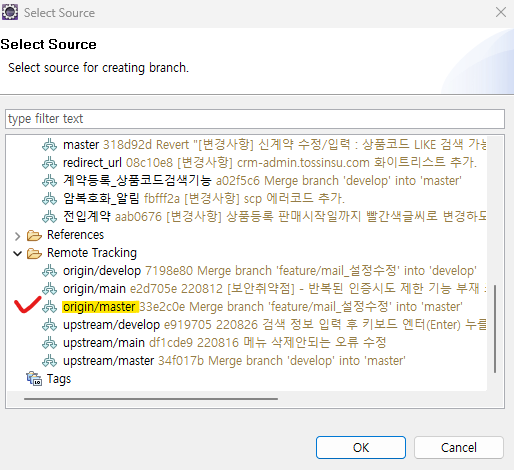 Select Source
Select Source
Select source for creating branch.
type filter text
master 318d92d Revert "[변경사항] 신계약 수정/입력 : 상품코드 LIKE 검색 가능
redirect_url 08c10e8 [변경사항] crm-admin.tossinsu.com 화이트리스트 추가.
계약등록_상품코드검색기능 a02f5c6 Merge branch 'develop' into 'master'
암복호화_알림 fbfff2a [변경사항] scp 에러코드 추가.
전입계약 aab0676 [변경사항] 상품등록 판매시작일까지 빨간색글씨로 변경하도
References
Remote Tracking
origin/develop 7198e80 Merge branch 'feature/mail_설정수정' into 'develop'
origin/main e2d705e 220812 [보안취약점] - 반복된 인증시도 제한 기능 부재
origin/master 33e2c0e Merge branch 'feature/mail_설정수정' into 'master'
upstream/develop e919705 220826 검색 정보 입력 후 키보드 엔터(Enter) 누를
upstream/main df1cde9 220816 메뉴 삭제안되는 오류 수정
upstream/master 34f017b Merge branch 'develop' into 'master'
Tags
OK
Cancel